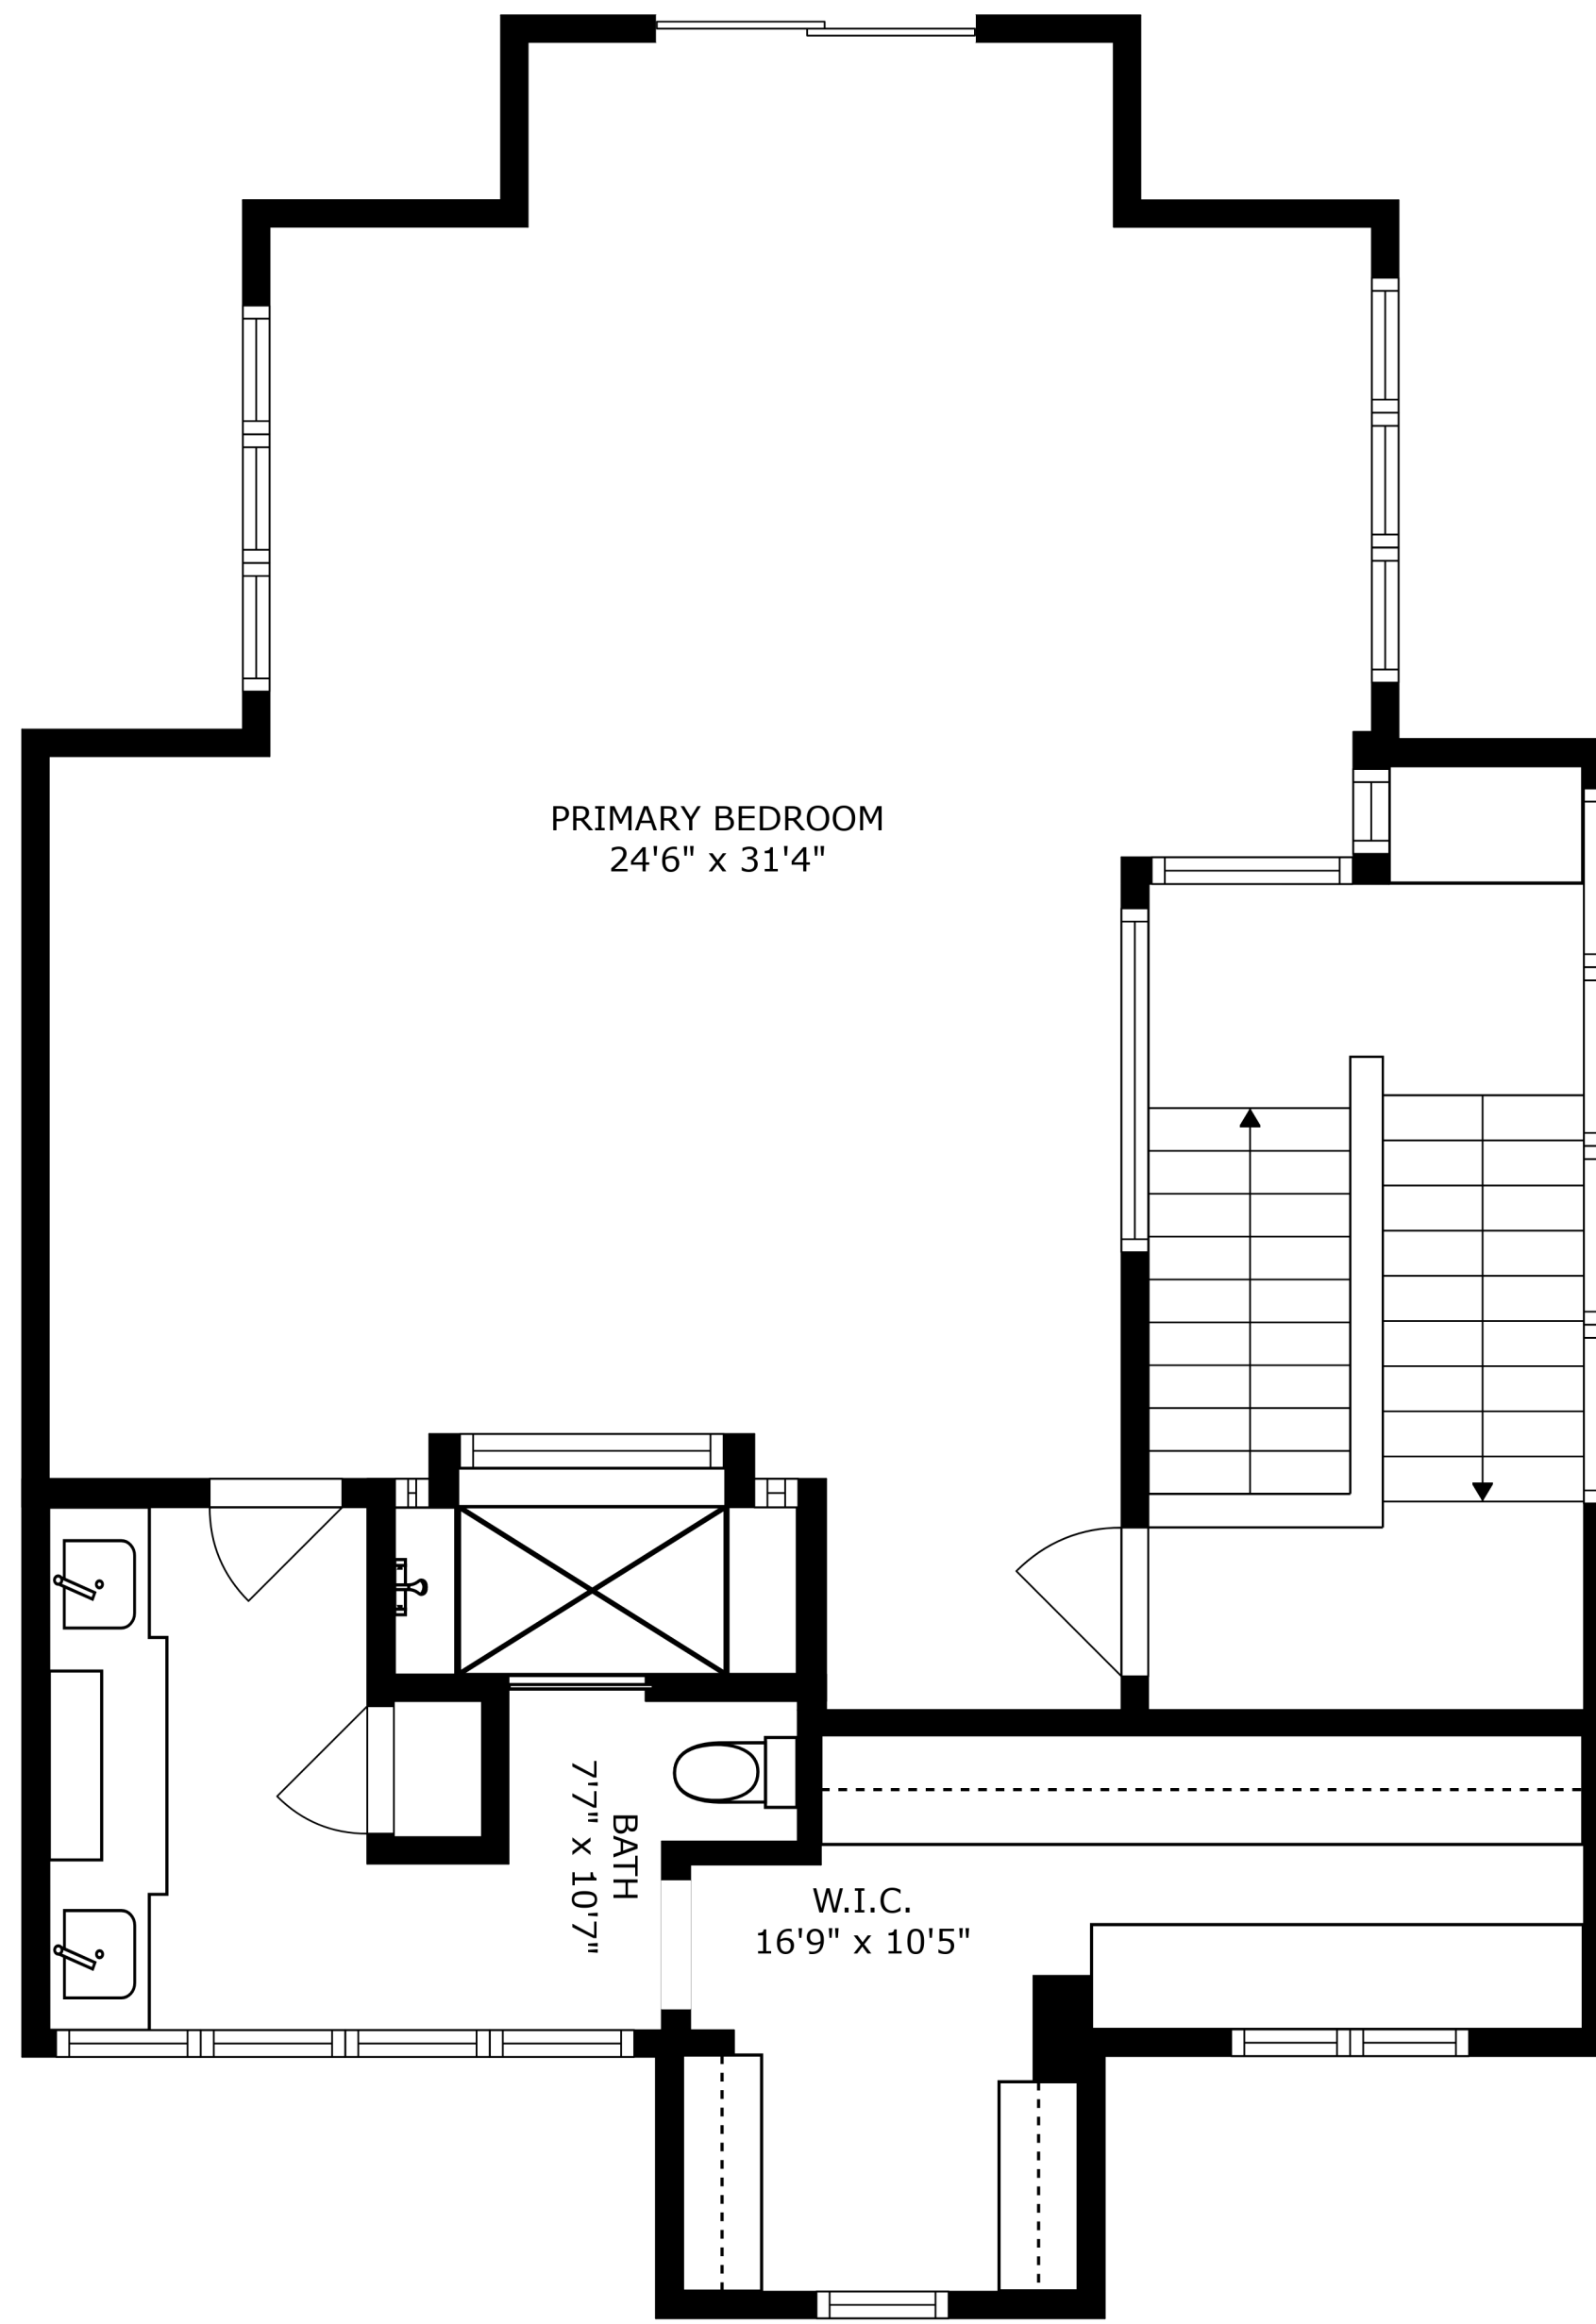 PRIMARY BEDROOM
24'6" x 31'4"
BATH
7'7" x 10'7"
W.I.C.
16'9" x 10'5"